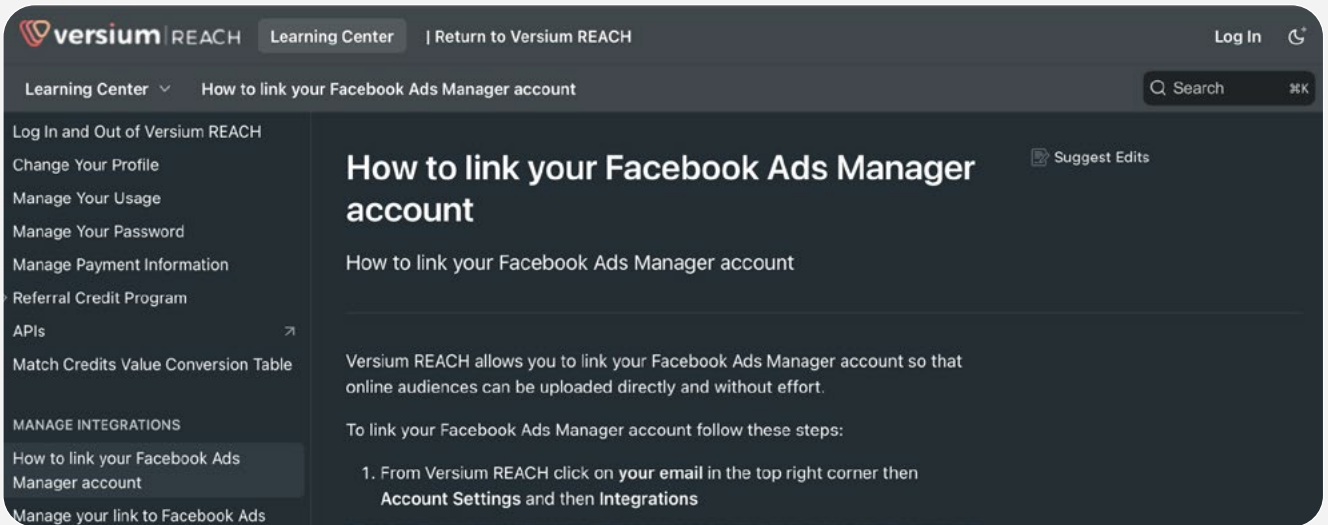 versium REACH
Learning Center
| Return to Versium REACH
Log In
Learning Center
How to link your Facebook Ads Manager account
Search
⌘K
Log In and Out of Versium REACH
Change Your Profile
Manage Your Usage
Manage Your Password
Manage Payment Information
Referral Credit Program
APIs
Match Credits Value Conversion Table
MANAGE INTEGRATIONS
How to link your Facebook Ads
Manager account
Manage your link to Facebook Ads
How to link your Facebook Ads Manager
account
Suggest Edits
How to link your Facebook Ads Manager account
Versium REACH allows you to link your Facebook Ads Manager account so that
online audiences can be uploaded directly and without effort.
To link your Facebook Ads Manager account follow these steps:
1. From Versium REACH click on your email in the top right corner then
Account Settings and then Integrations